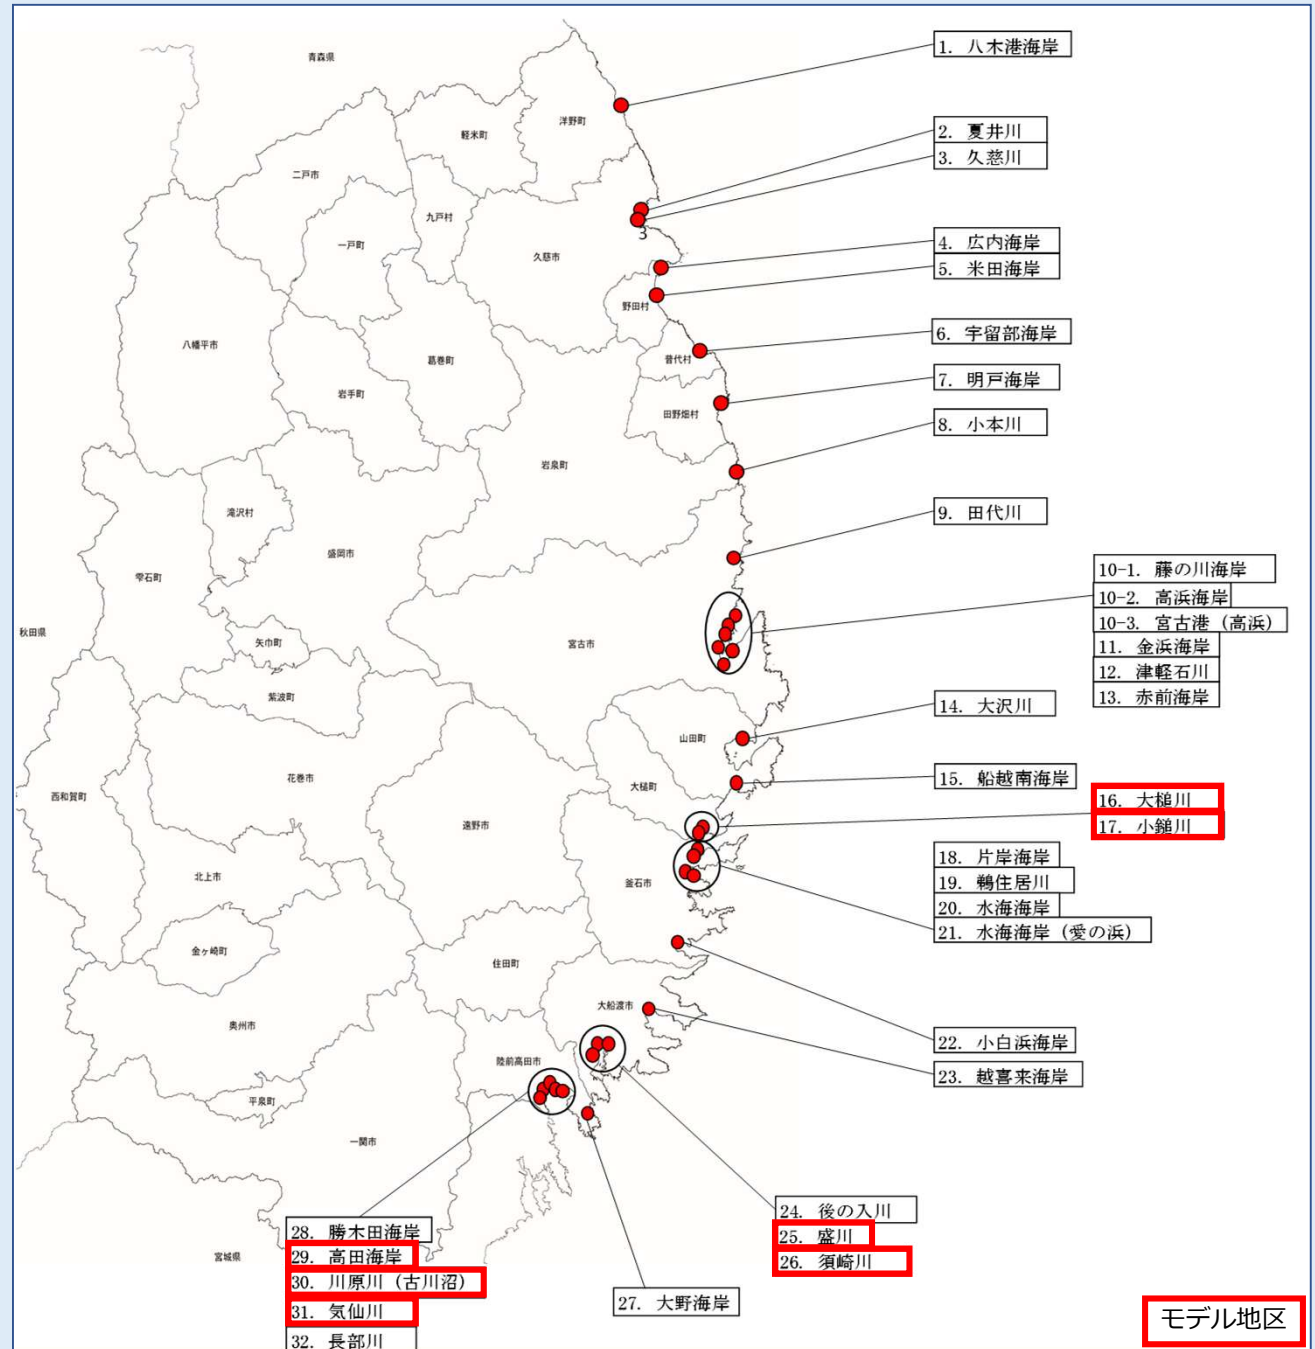 青森県
洋野町
軽米町
二戸市
九戸村
一戸町
久慈市
野田村
八幡平市
葛巻町
普代村
岩手町
田野畑村
岩泉町
滝沢村
盛岡市
雫石町
秋田県
矢巾町
宮古市
紫波町
山田町
花巻市
大槌町
西和賀町
遠野市
北上市
釜石市
金ヶ崎町
住田町
大船渡市
奥州市
陸前高田市
平泉町
一関市
宮城県
3
1. 八木港海岸
2. 夏井川
3. 久慈川
4. 広内海岸
5. 米田海岸
6. 宇留部海岸
7. 明戸海岸
8. 小本川
9. 田代川
10-1. 藤の川海岸
10-2. 高浜海岸
10-3. 宮古港（高浜）
11. 金浜海岸
12. 津軽石川
13. 赤前海岸
14. 大沢川
15. 船越南海岸
16. 大槌川
17. 小鎚川
18. 片岸海岸
19. 鵜住居川
20. 水海海岸
21. 水海海岸（愛の浜）
22. 小白浜海岸
23. 越喜来海岸
24. 後の入川
25. 盛川
26. 須崎川
27. 大野海岸
28. 勝木田海岸
29. 高田海岸
30. 川原川（古川沼）
31. 気仙川
32. 長部川
モデル地区